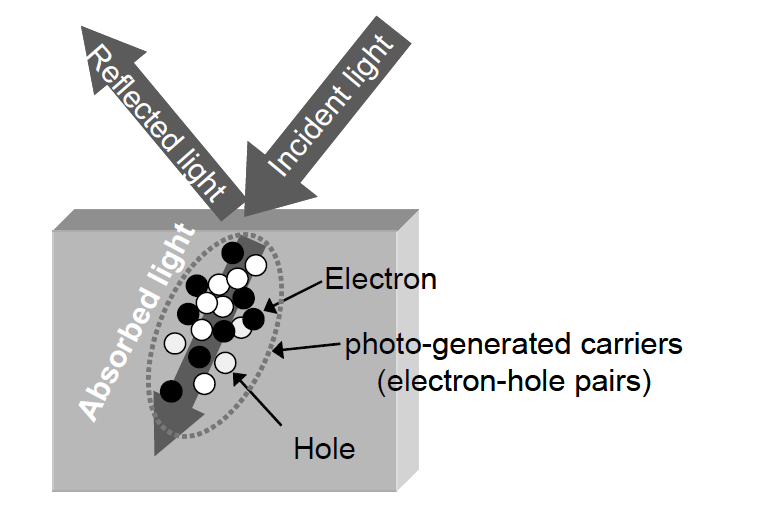 Reflected light
Incident light
Absorbed light
Electron
photo-generated carriers
(electron-hole pairs)
Hole